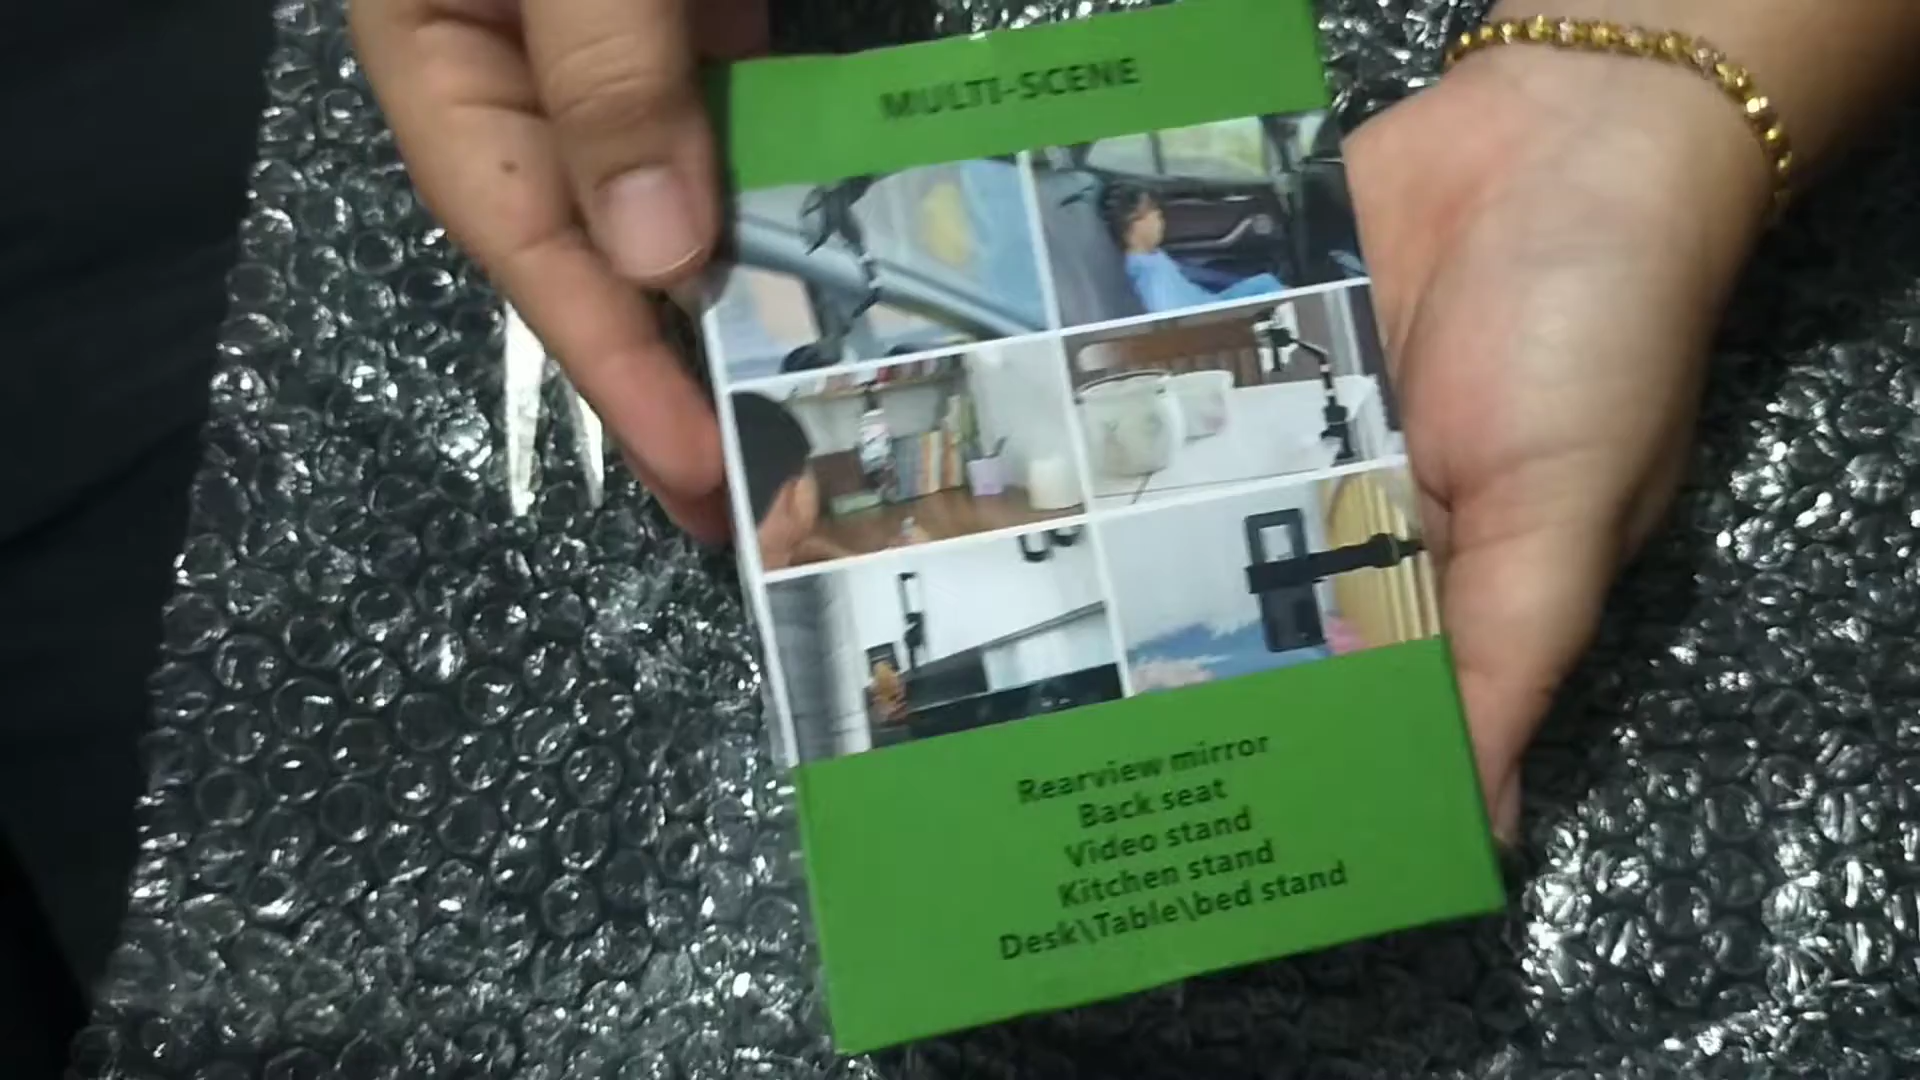 MULTI-SCENE
Rearview mirror
Back seat
Video stand
Kitchen stand
Desk\Table\bed stand